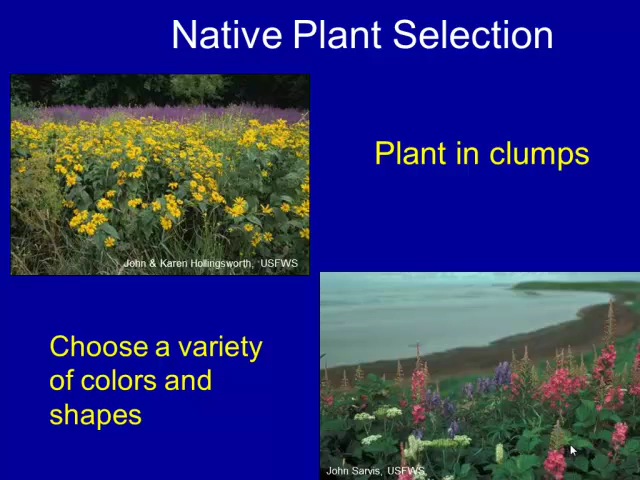 Native Plant Selection
Plant in clumps
John & Karen Hollingsworth, USFWS
Choose a variety
of colors and
shapes
John Sarvis, USFWS